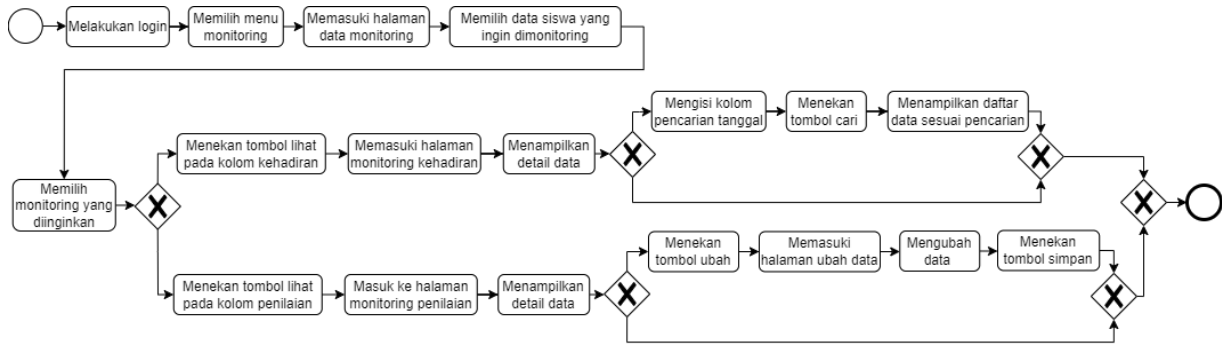 Melakukan login
Memilih menu
monitoring
Memasuki halaman
data monitoring
Memilih data siswa yang
ingin dimonitoring
Mengisi kolom
pencarian tanggal
Menekan
tombol cari
Menampilkan daftar
data sesuai pencarian
Menekan tombol lihat
pada kolom kehadiran
Memasuki halaman
monitoring kehadiran
Menampilkan
detail data
Memilih
monitoring yang
diinginkan
Menekan
tombol ubah
Memasuki
halaman ubah data
Mengubah
data
Menekan
tombol simpan
Menekan tombol lihat
pada kolom penilaian
Masuk ke halaman
monitoring penilaian
Menampilkan
detail data